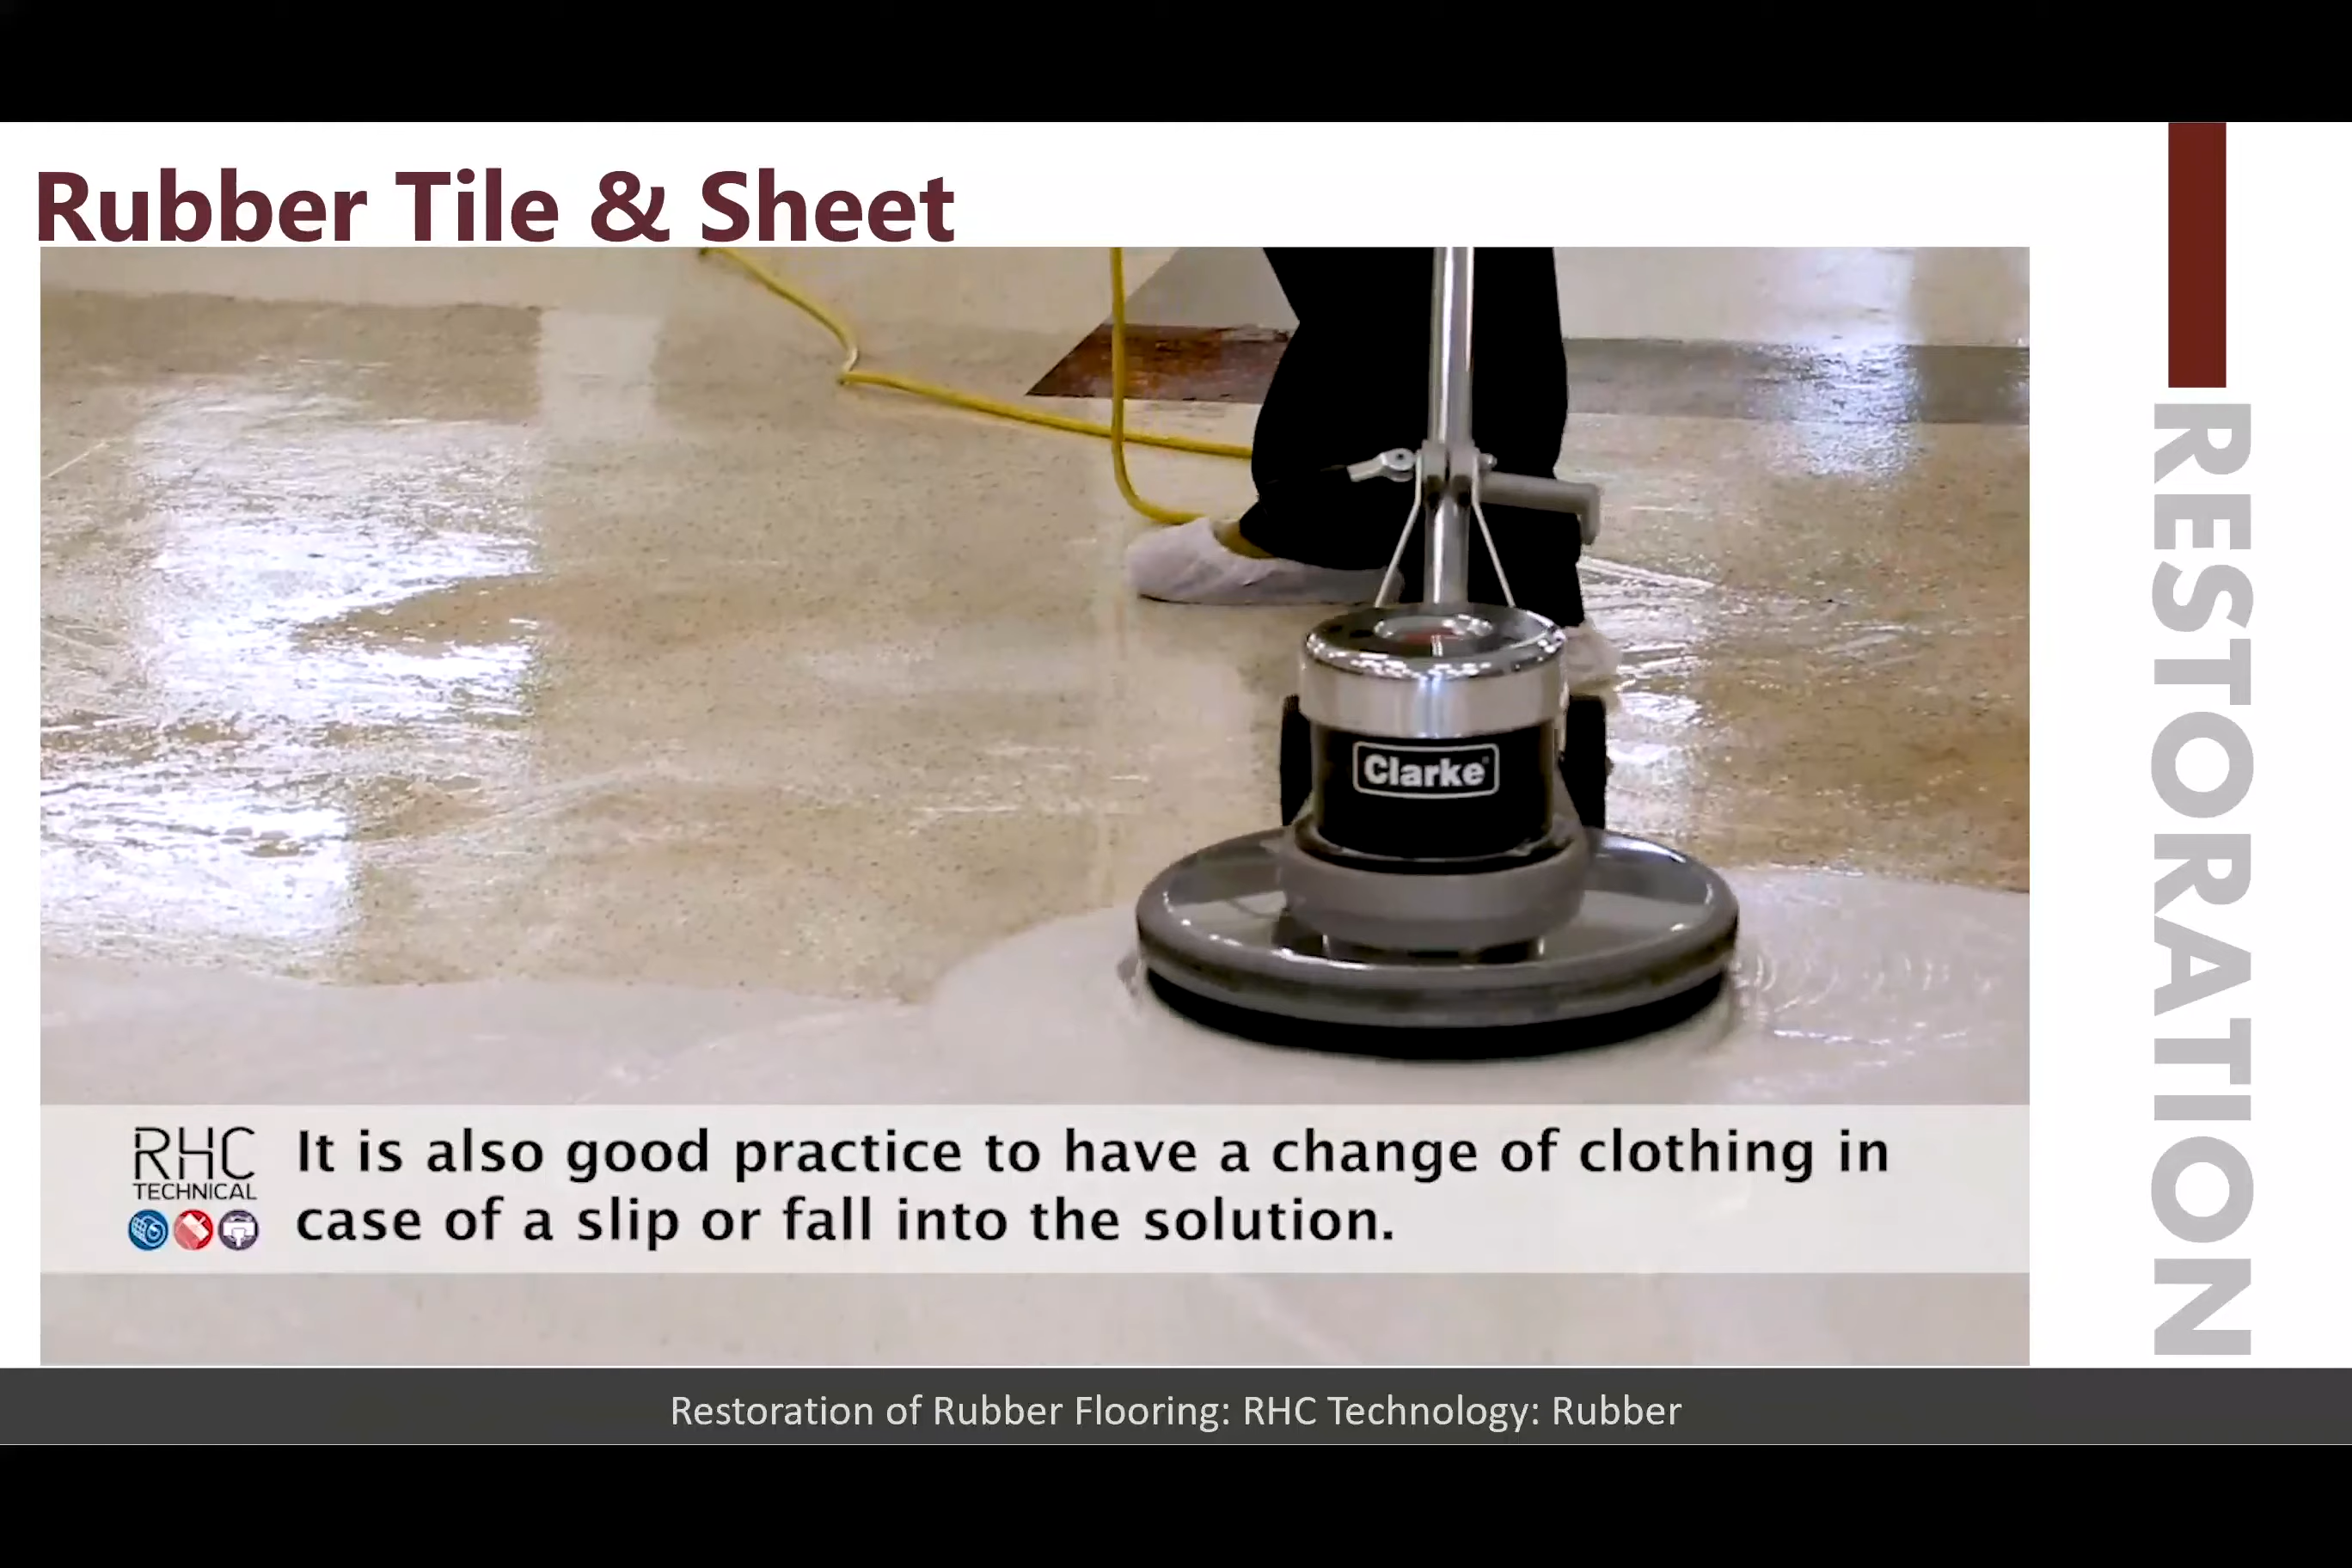 Rubber Tile & Sheet
RESTORATION
Clarke
RHC
TECHNICAL
It is also good practice to have a change of clothing in
case of a slip or fall into the solution.
Restoration of Rubber Flooring: RHC Technology: Rubber